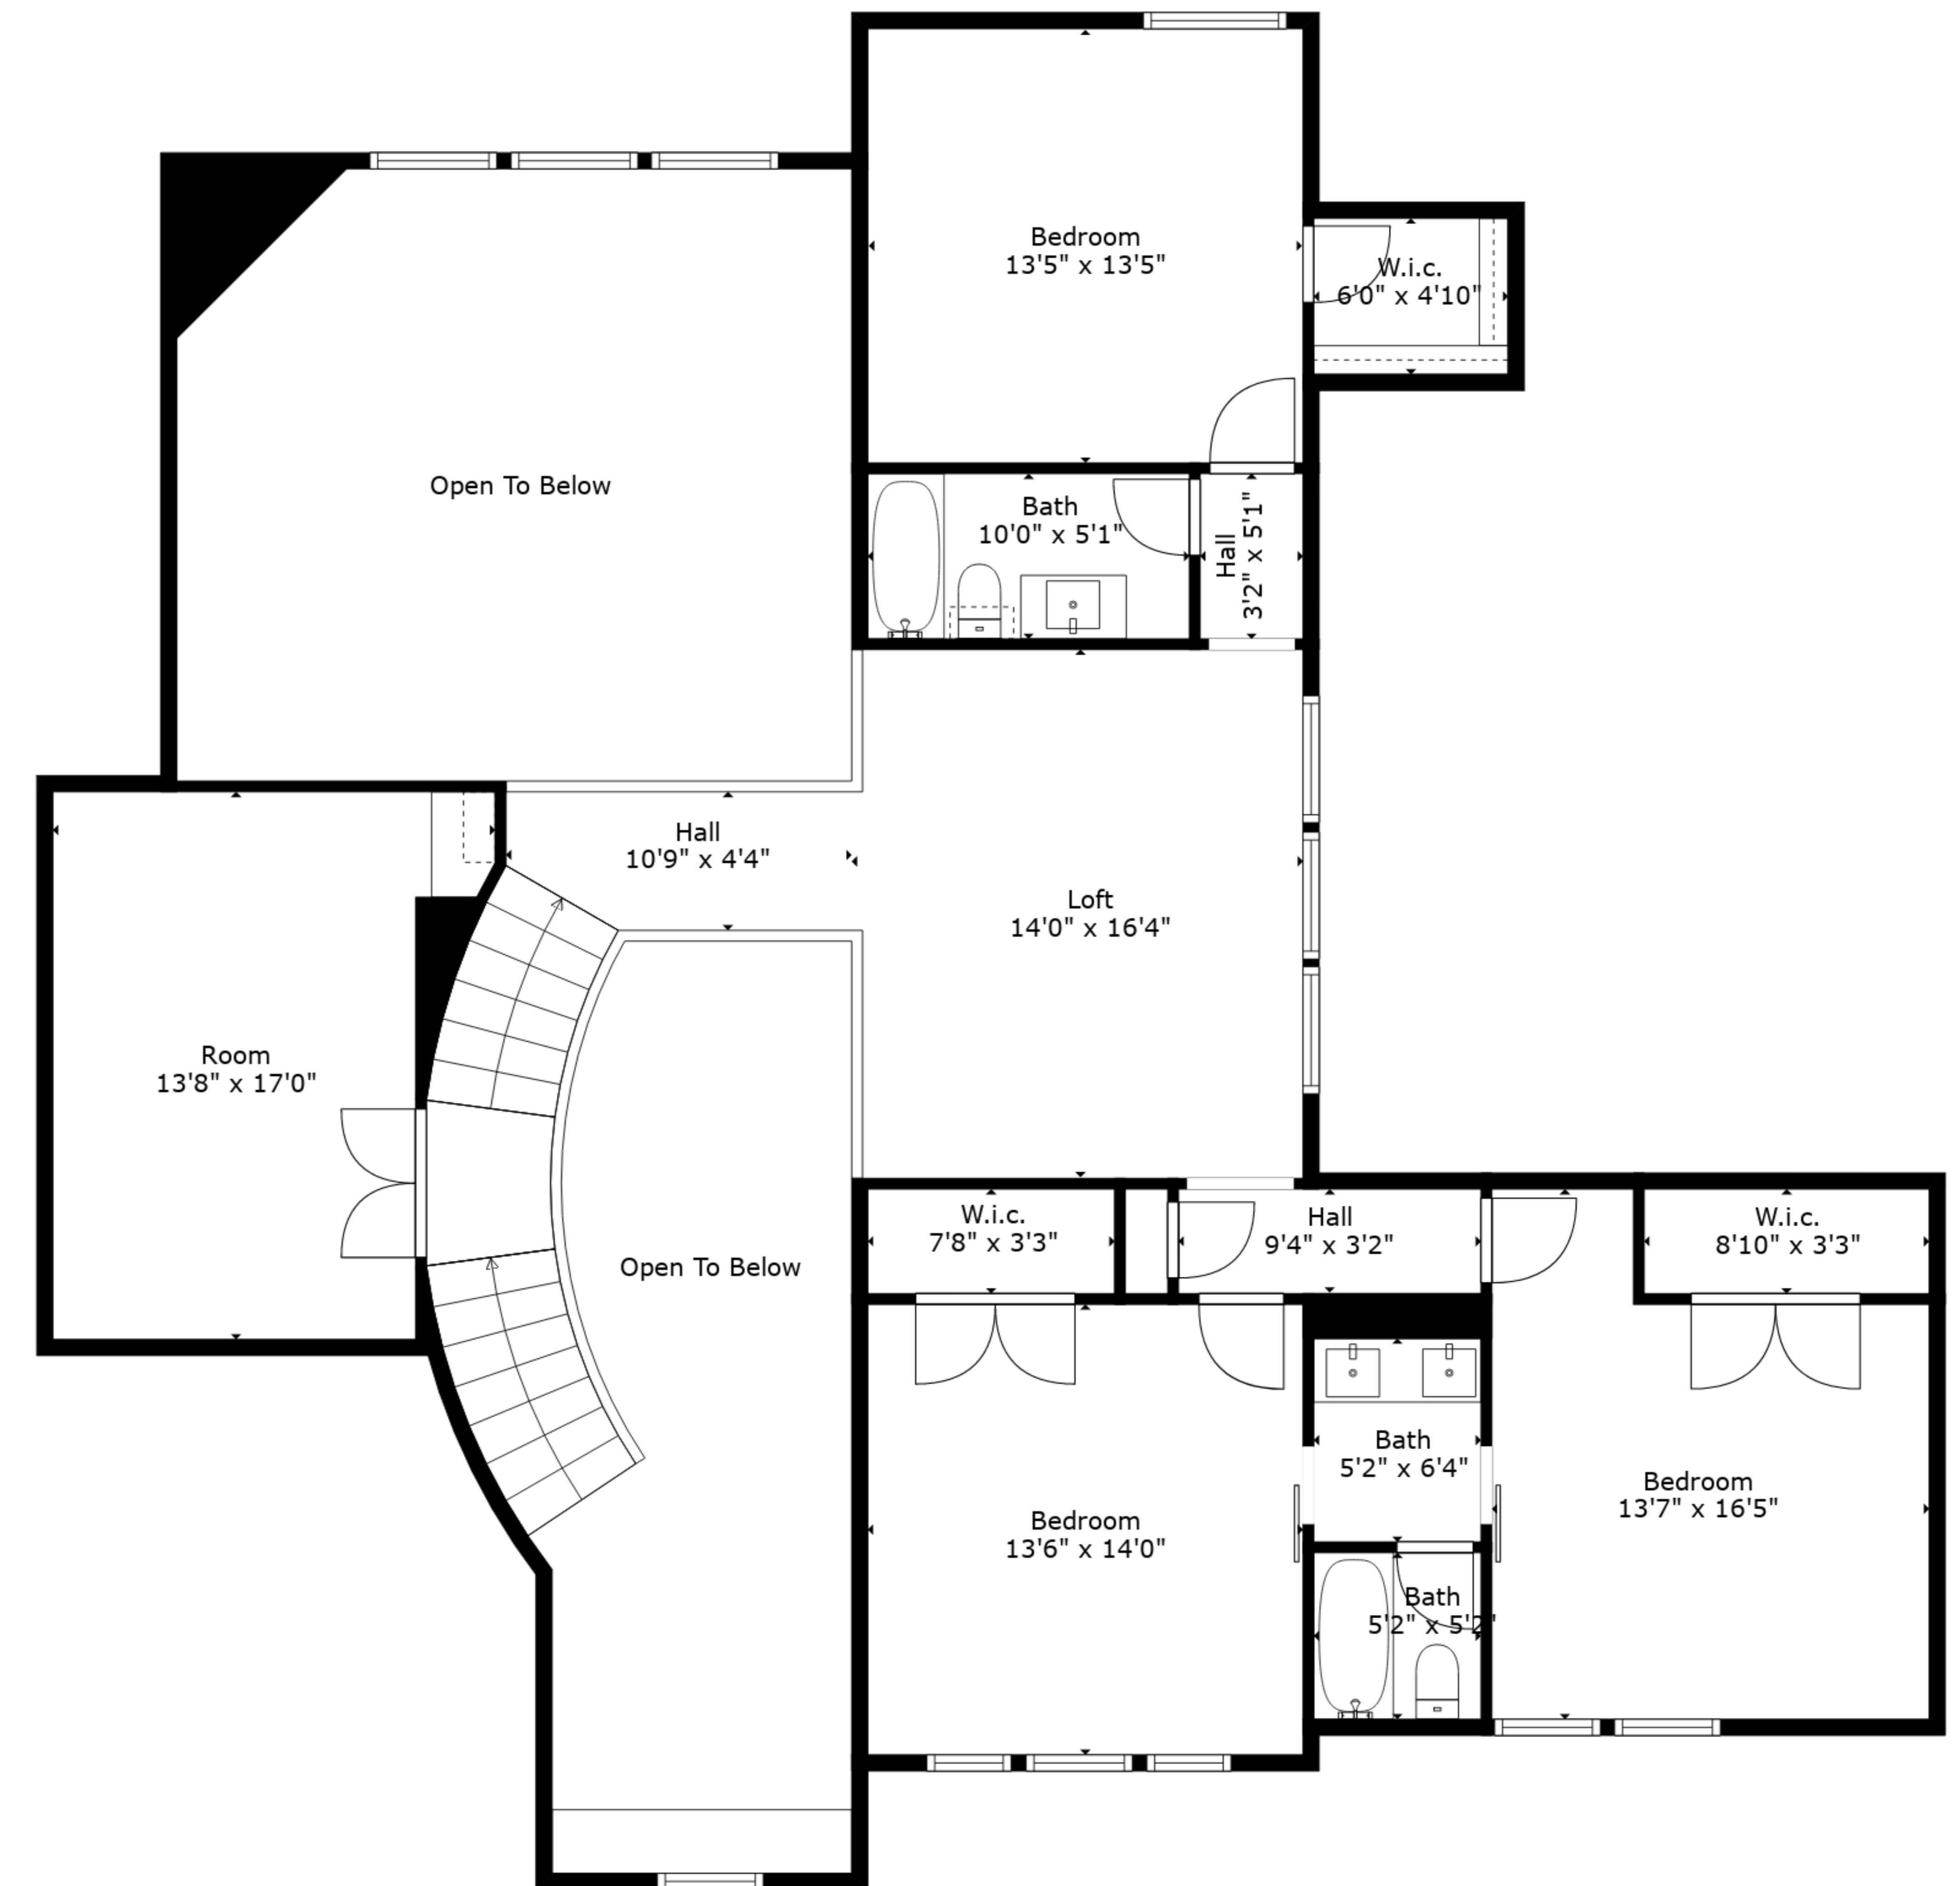 Bedroom
13'5" x 13'5"
W.i.c.
6'0" x 4'10"
Open To Below
Bath
10'0" x 5'1"
Hall
3'2" x 5'1"
Hall
10'9" x 4'4"
Loft
14'0" x 16'4"
Room
13'8" x 17'0"
Open To Below
W.i.c.
7'8" x 3'3"
Hall
9'4" x 3'2"
W.i.c.
8'10" x 3'3"
Bath
5'2" x 6'4"
Bedroom
13'7" x 16'5"
Bedroom
13'6" x 14'0"
Bath
5'2" x 5'2"